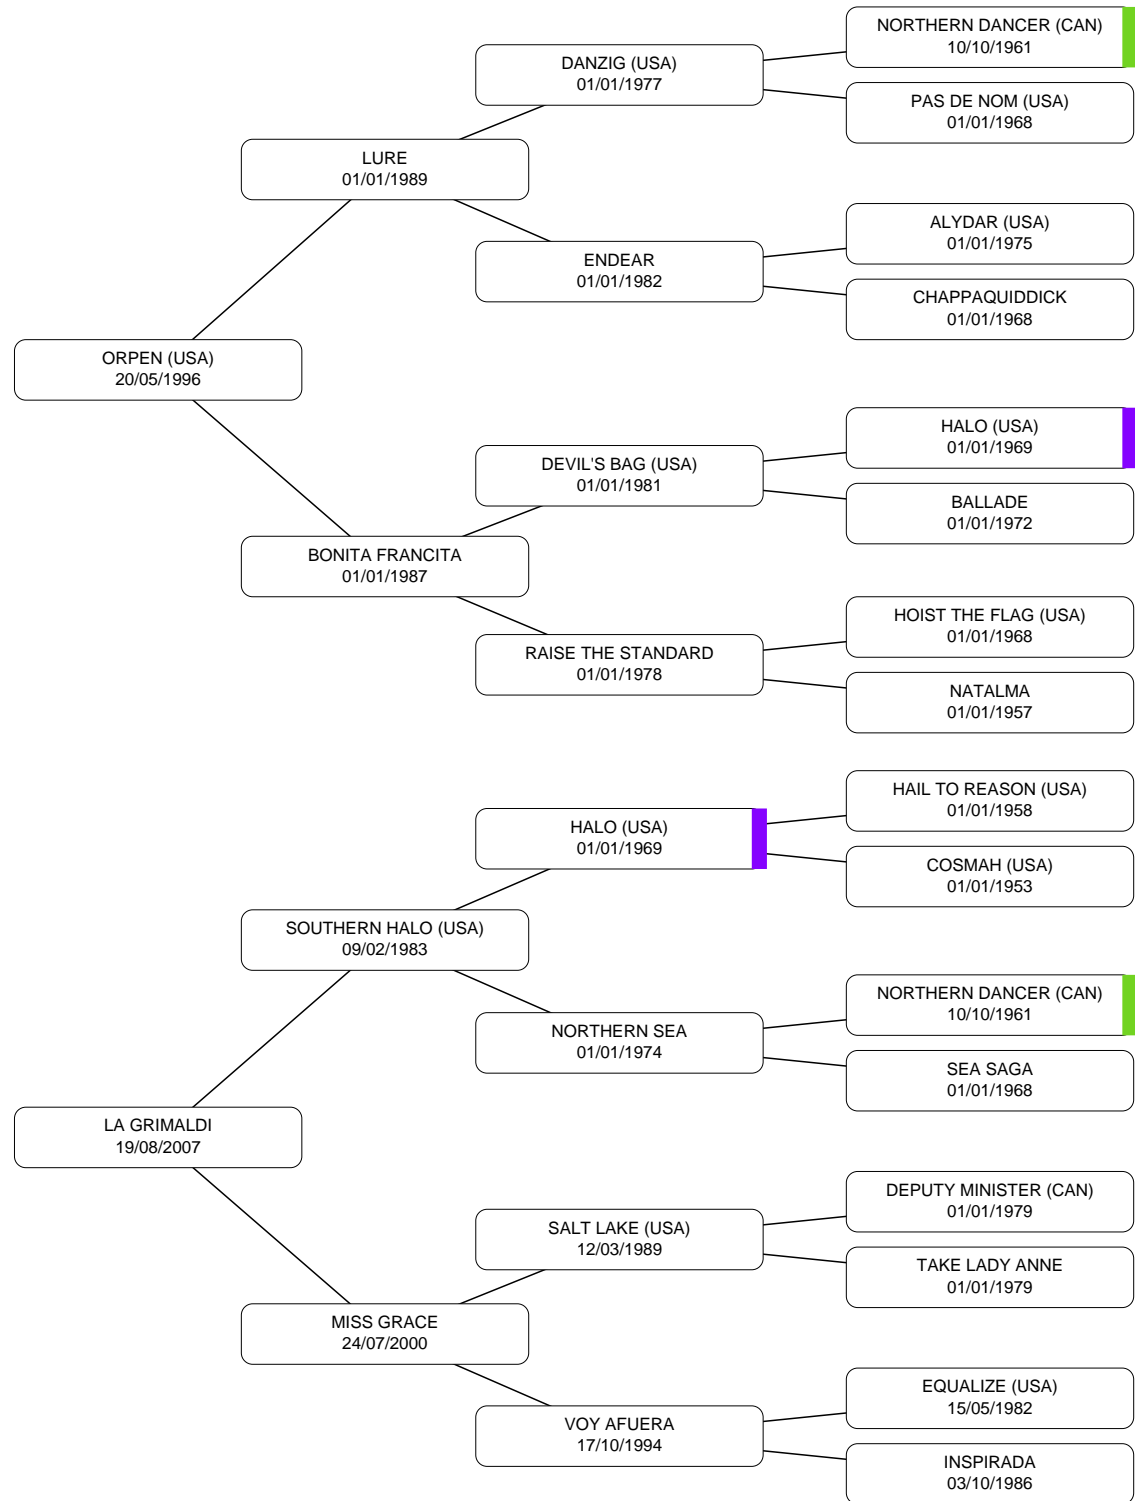 NORTHERN DANCER (CAN)
10/10/1961
DANZIG (USA)
01/01/1977
PAS DE NOM (USA)
01/01/1968
LURE
01/01/1989
ALYDAR (USA)
01/01/1975
ENDEAR
01/01/1982
CHAPPAQUIDDICK
01/01/1968
ORPEN (USA)
20/05/1996
HALO (USA)
01/01/1969
DEVIL'S BAG (USA)
01/01/1981
BALLADE
01/01/1972
BONITA FRANCITA
01/01/1987
HOIST THE FLAG (USA)
01/01/1968
RAISE THE STANDARD
01/01/1978
NATALMA
01/01/1957
HAIL TO REASON (USA)
01/01/1958
HALO (USA)
01/01/1969
COSMAH (USA)
01/01/1953
SOUTHERN HALO (USA)
09/02/1983
NORTHERN DANCER (CAN)
10/10/1961
NORTHERN SEA
01/01/1974
SEA SAGA
01/01/1968
LA GRIMALDI
19/08/2007
DEPUTY MINISTER (CAN)
01/01/1979
SALT LAKE (USA)
12/03/1989
TAKE LADY ANNE
01/01/1979
MISS GRACE
24/07/2000
EQUALIZE (USA)
15/05/1982
VOY AFUERA
17/10/1994
INSPIRADA
03/10/1986